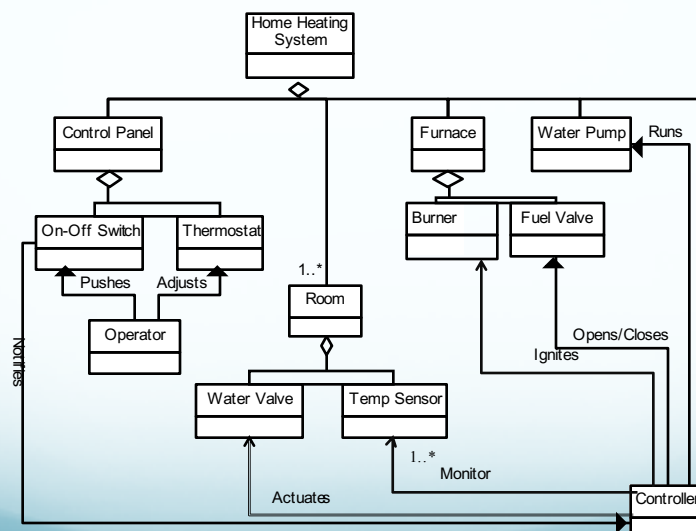 Home Heating
System
Control Panel
Furnace
Water Pump
Runs
On-Off Switch
Thermostat
Burner
Fuel Valve
Pushes
Adjusts
1..*
Room
Operator
Opens/Closes
Ignites
Notifies
Water Valve
Temp Sensor
1..*
Monitor
Actuates
Controller